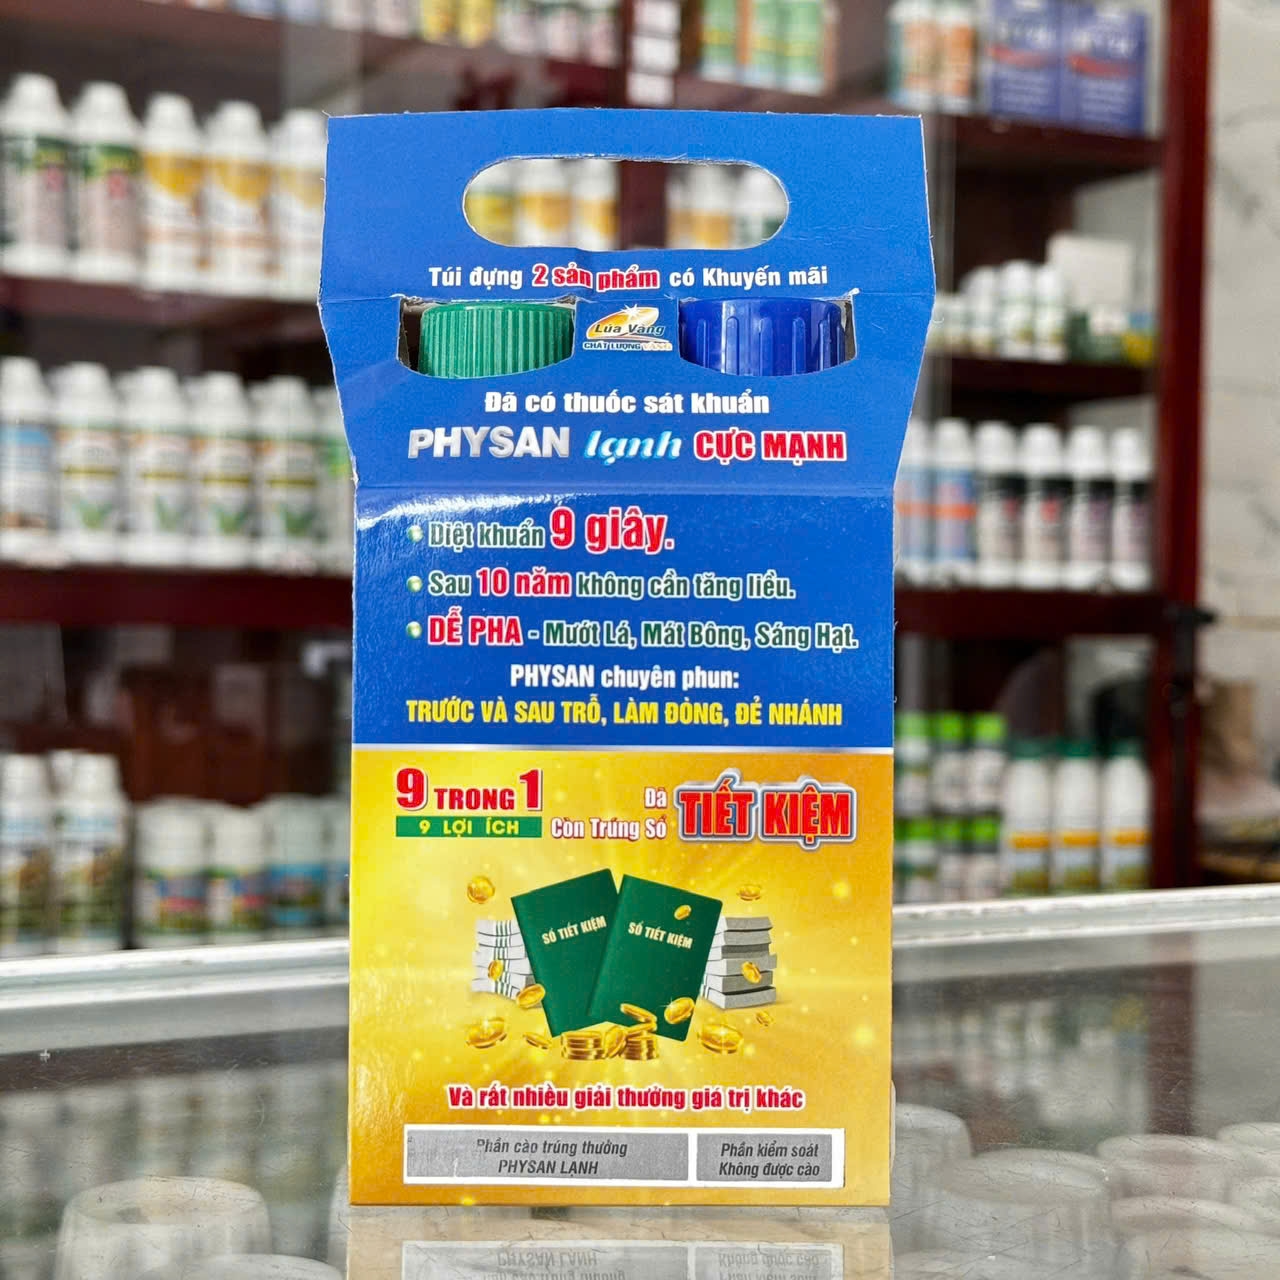 Túi đựng 2 sản phẩm có Khuyến mãi
Lúa Vàng
CHẤT LƯỢNG VÀNG
Đã có thuốc sát khuẩn
PHYSAN lạnh CỰC MẠNH
Diệt khuẩn 9 giây.
Sau 10 năm không cần tăng liều.
DỄ PHA - Mướt Lá, Mát Bông, Sáng Hạt.
PHYSAN chuyên phun:
TRƯỚC VÀ SAU TRỖ, LÀM ĐÒNG, ĐẺ NHÁNH
9 TRONG 1
9 LỢI ÍCH
Đã
Còn Trúng Sổ
TIẾT KIỆM
SỔ TIẾT KIỆM
SỔ TIẾT KIỆM
Và rất nhiều giải thưởng giá trị khác
Phần cào trúng thưởng
PHYSAN LẠNH
Phần kiểm soát
Không được cào